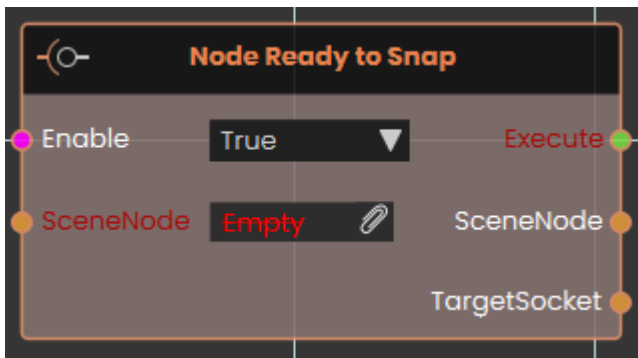 Node Ready to Snap
Enable True Execute
SceneNode Empty SceneNode
TargetSocket